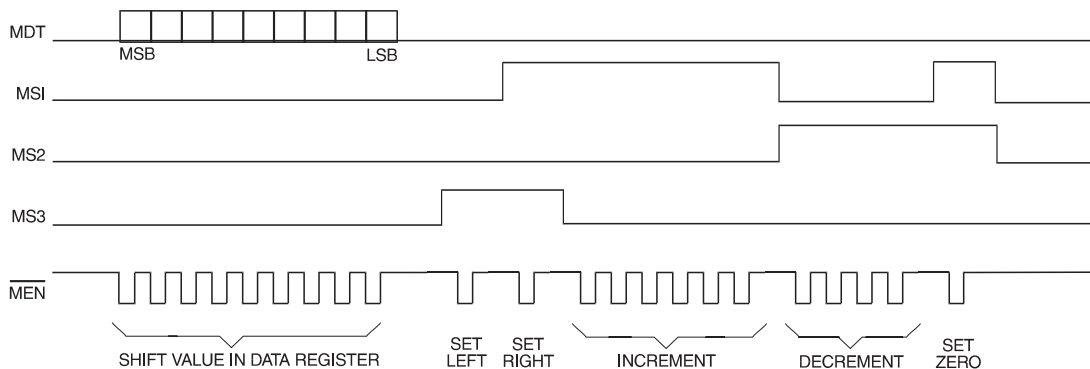 MDT
MSB LSB
MSI
MS2
MS3
MEN
SHIFT VALUE IN DATA REGISTER
SET
LEFT
SET
RIGHT
INCREMENT
DECREMENT
SET
ZERO